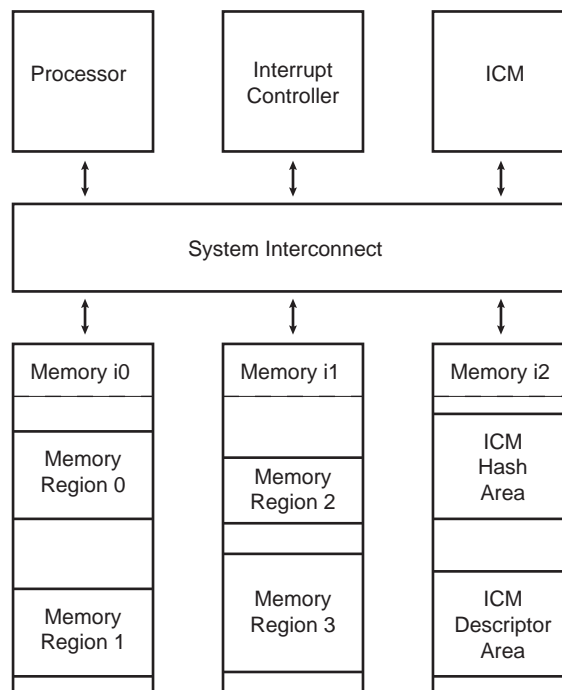 Processor
Interrupt
Controller
ICM
System Interconnect
Memory i0
Memory i1
Memory i2
Memory
Region 0
Memory
Region 2
ICM
Hash
Area
Memory
Region 1
Memory
Region 3
ICM
Descriptor
Area